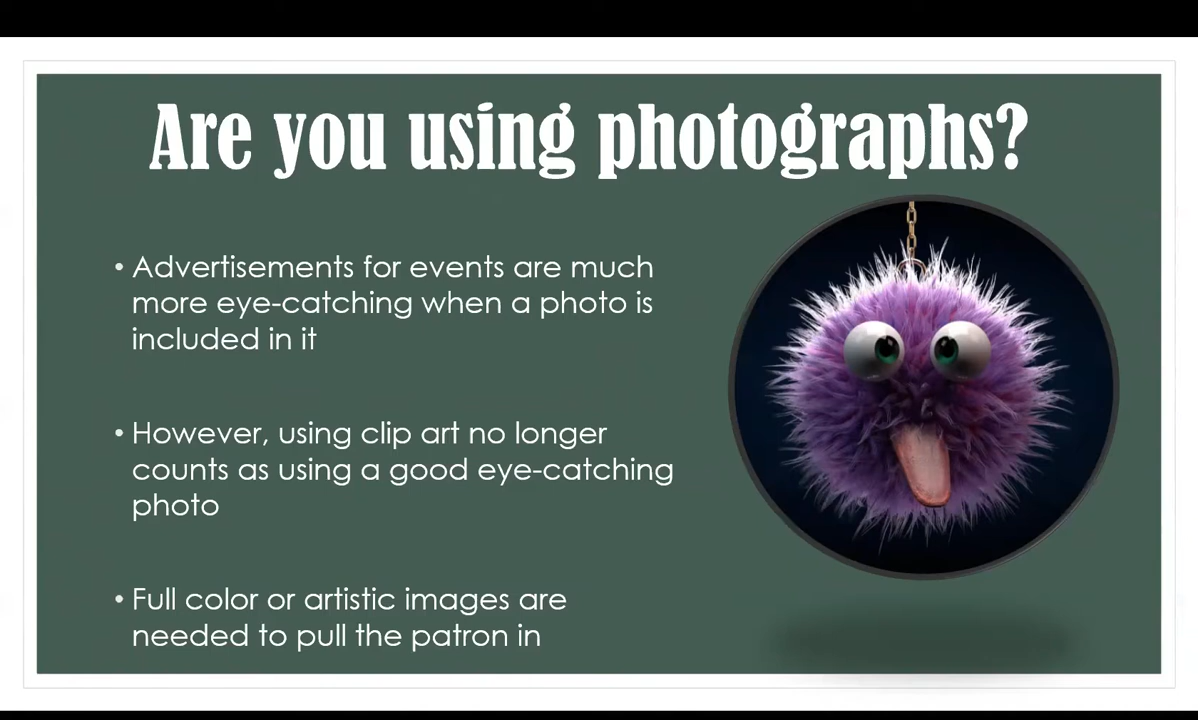 Are you using photographs?
• Advertisements for events are much
more eye-catching when a photo is
included in it
• However, using clip art no longer
counts as using a good eye-catching
photo
• Full color or artistic images are
needed to pull the patron in